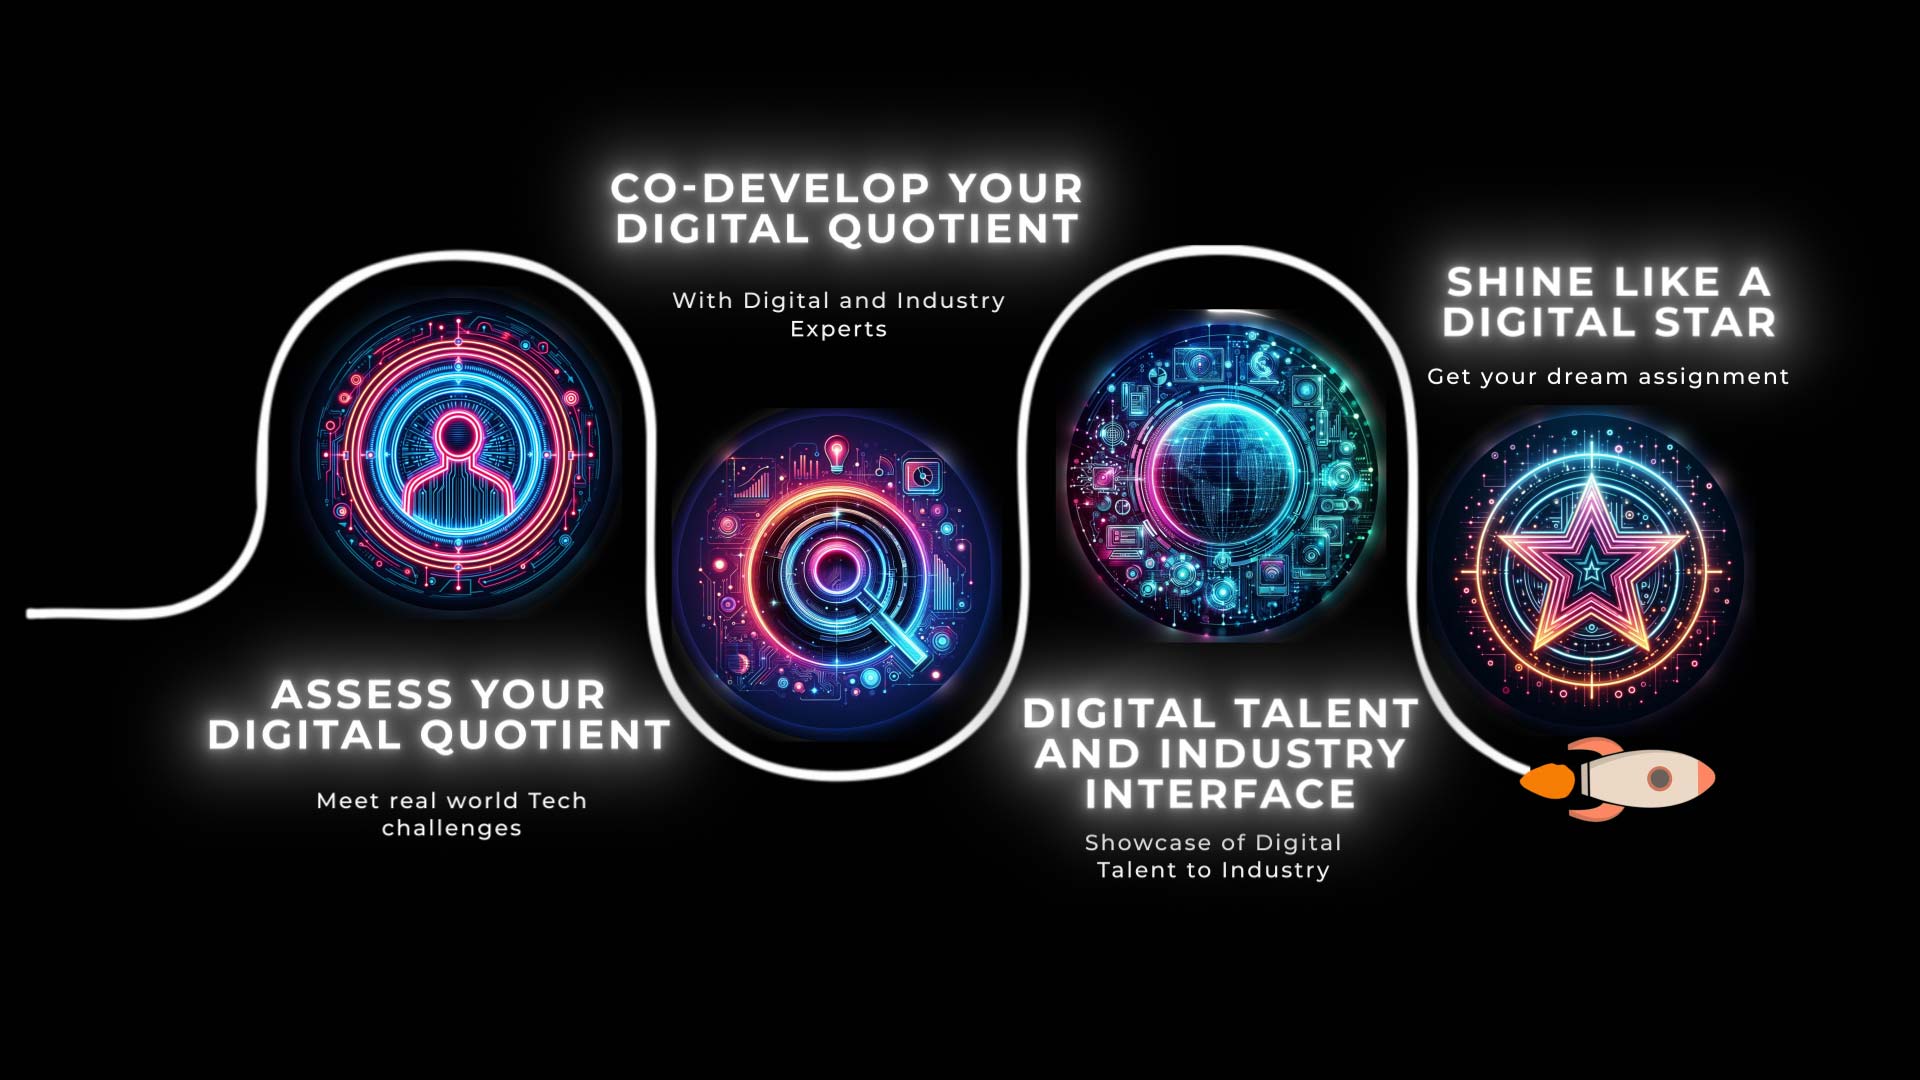 ASSESS YOUR
DIGITAL QUOTIENT
Meet real world Tech
challenges
CO-DEVELOP YOUR
DIGITAL QUOTIENT
With Digital and Industry
Experts
DIGITAL TALENT
AND INDUSTRY
INTERFACE
Showcase of Digital
Talent to Industry
SHINE LIKE A
DIGITAL STAR
Get your dream assignment